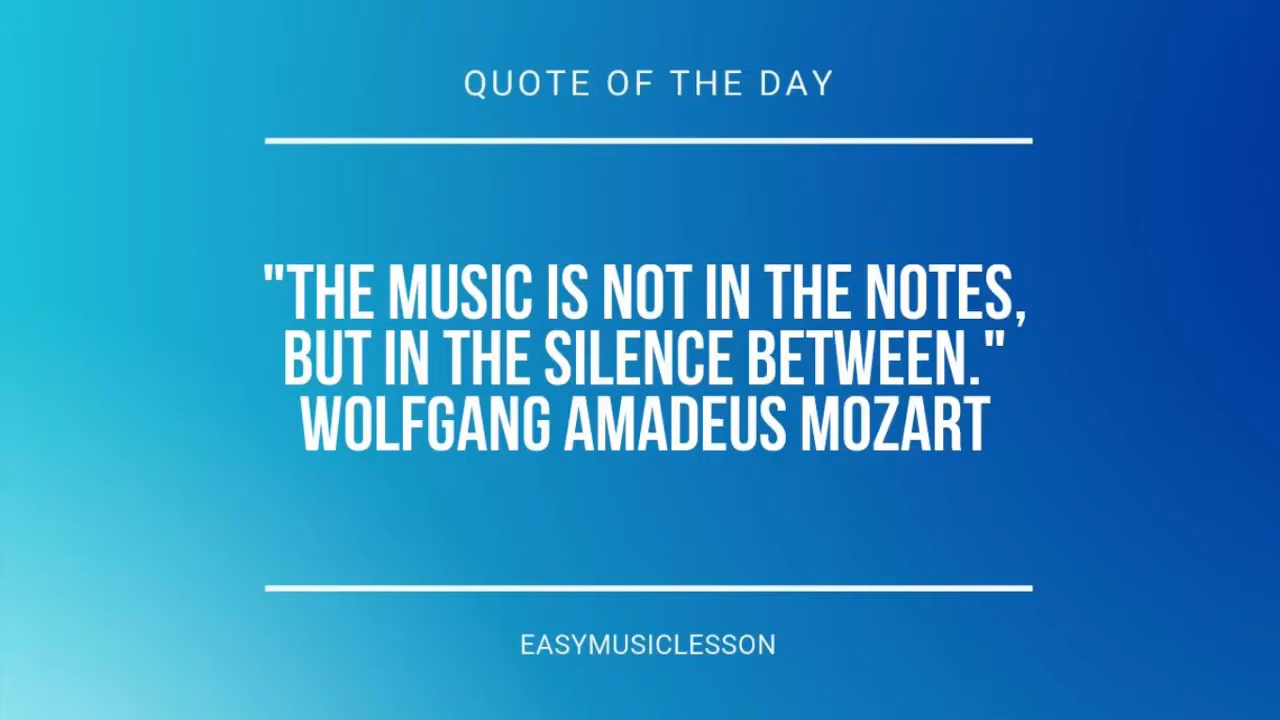 QUOTE OF THE DAY
"THE MUSIC IS NOT IN THE NOTES,
BUT IN THE SILENCE BETWEEN."
WOLFGANG AMADEUS MOZART
EASYMUSICLESSON